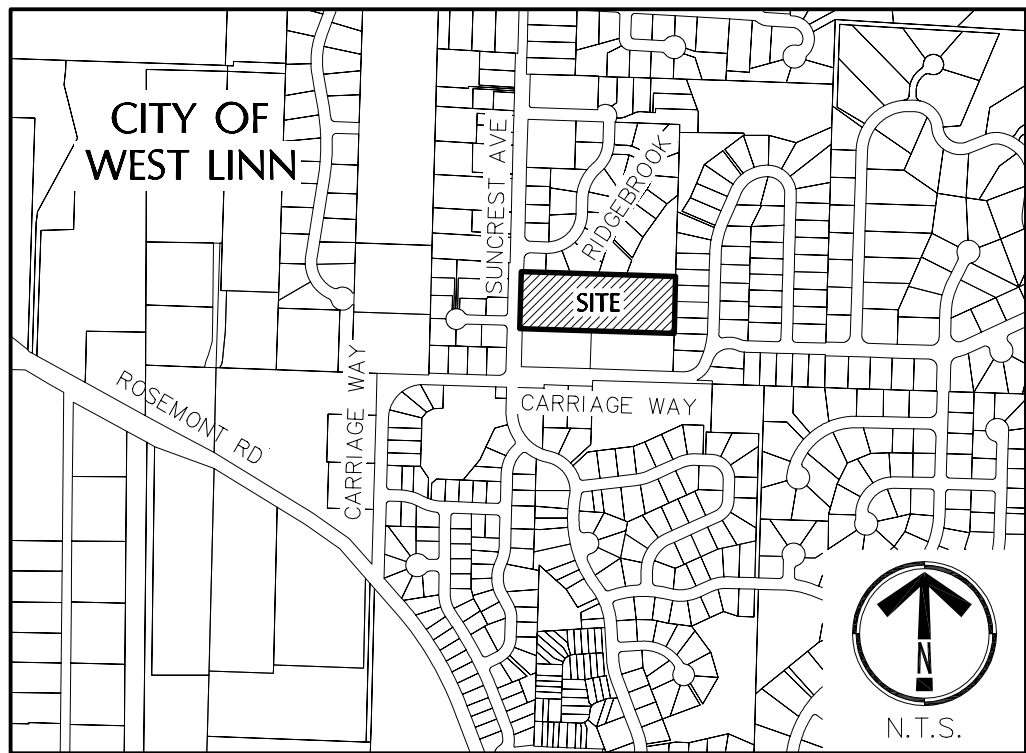 CITY OF
WEST LINN
SUNCREST AVE
RIDGEBROOK
SITE
CARRIAGE WAY
ROSEMONT RD
CARRIAGE WAY
N
N.T.S.